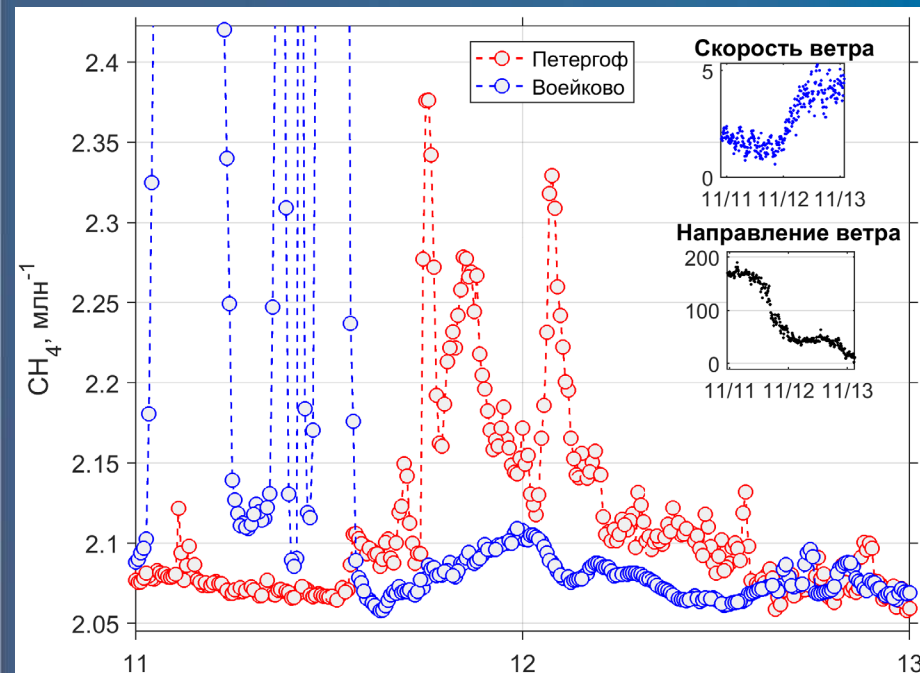 2.4
2.35
2.3
2.25
2.2
2.15
2.1
2.05
CH4, млн-1
11
12
13
Петергоф
Воейково
Скорость ветра
5
0
11/11 11/12 11/13
Направление ветра
200
100
0
11/11 11/12 11/13